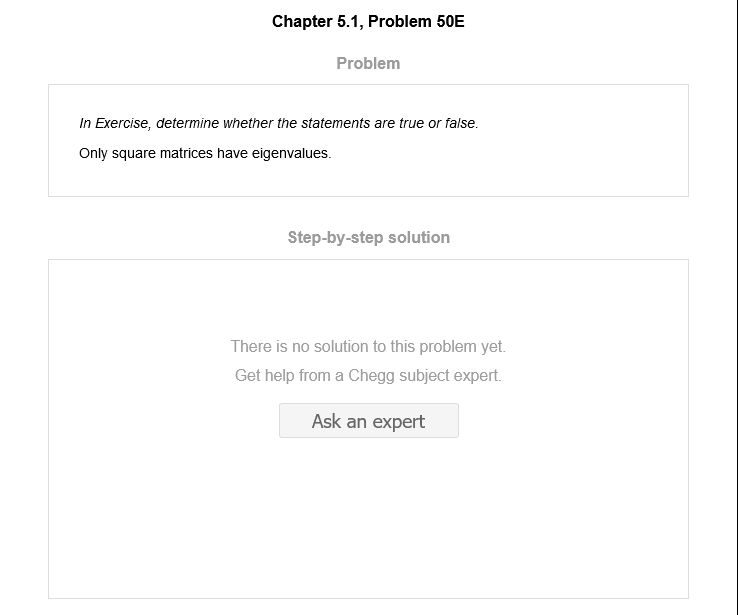 Chapter 5.1, Problem 50E
Problem
In Exercise, determine whether the statements are true or false.
Only square matrices have eigenvalues.
Step-by-step solution
There is no solution to this problem yet.
Get help from a Chegg subject expert.
Ask an expert